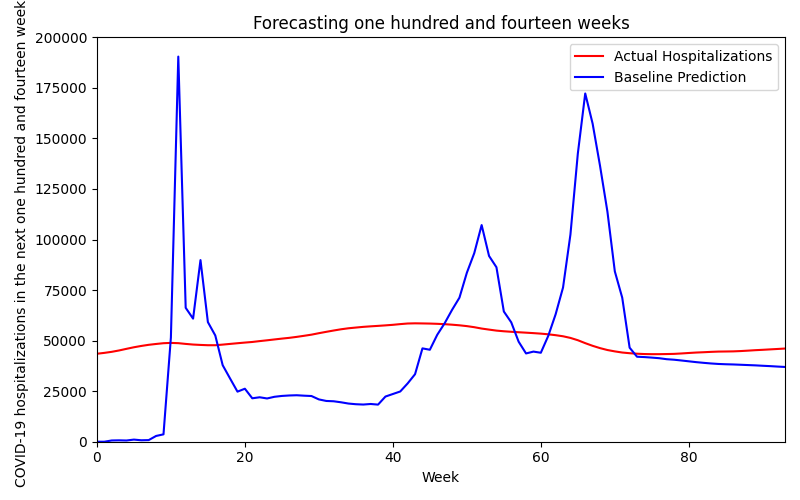 Forecasting one hundred and fourteen weeks
COVID-19 hospitalizations in the next one hundred and fourteen week
200000
175000
150000
125000
100000
75000
50000
25000
0
Actual Hospitalizations
Baseline Prediction
0 20 40 60 80
Week